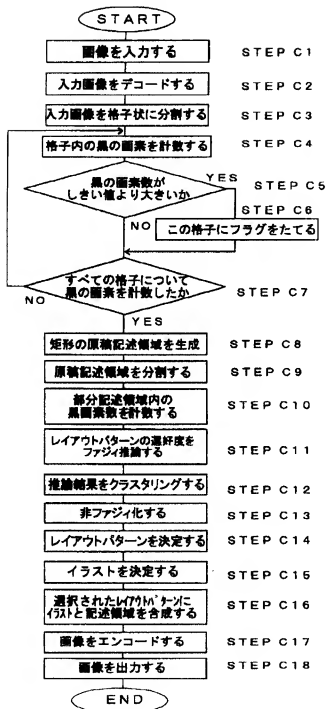 START
画像を入力する STEP C1
入力画像をデコードする STEP C2
入力画像を格子状に分割する STEP C3
格子内の黒の画素を計数する STEP C4
黒の画素数が
しきい値より大きいか
YES STEP C5
STEP C6
NO この格子にフラグをたてる
すべての格子について
黒の画素を計数したか
NO STEP C7
YES
矩形の原稿記述領域を生成 STEP C8
原稿記述領域を分割する STEP C9
部分記述領域内の
黒画素数を計数する STEP C10
レイアウトパターンの選好度を
ファジィ推論する STEP C11
推論結果をクラスタリングする STEP C12
非ファジィ化する STEP C13
レイアウトパターンを決定する STEP C14
イラストを決定する STEP C15
選択されたレイアウトパターンに
イラストと記述領域を合成する STEP C16
画像をエンコードする STEP C17
画像を出力する STEP C18
END